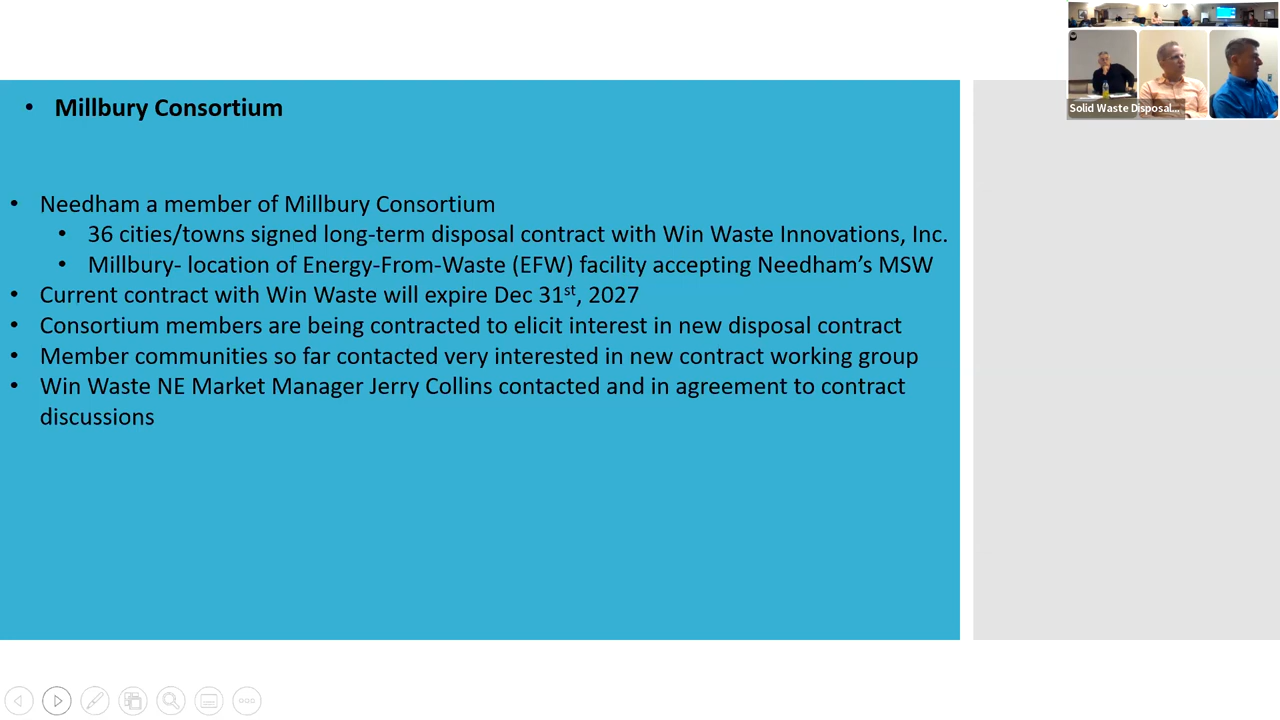 Solid Waste Disposal...
• Millbury Consortium
• Needham a member of Millbury Consortium
• 36 cities/towns signed long-term disposal contract with Win Waste Innovations, Inc.
• Millbury- location of Energy-From-Waste (EFW) facility accepting Needham’s MSW
• Current contract with Win Waste will expire Dec 31st, 2027
• Consortium members are being contracted to elicit interest in new disposal contract
• Member communities so far contacted very interested in new contract working group
• Win Waste NE Market Manager Jerry Collins contacted and in agreement to contract
discussions